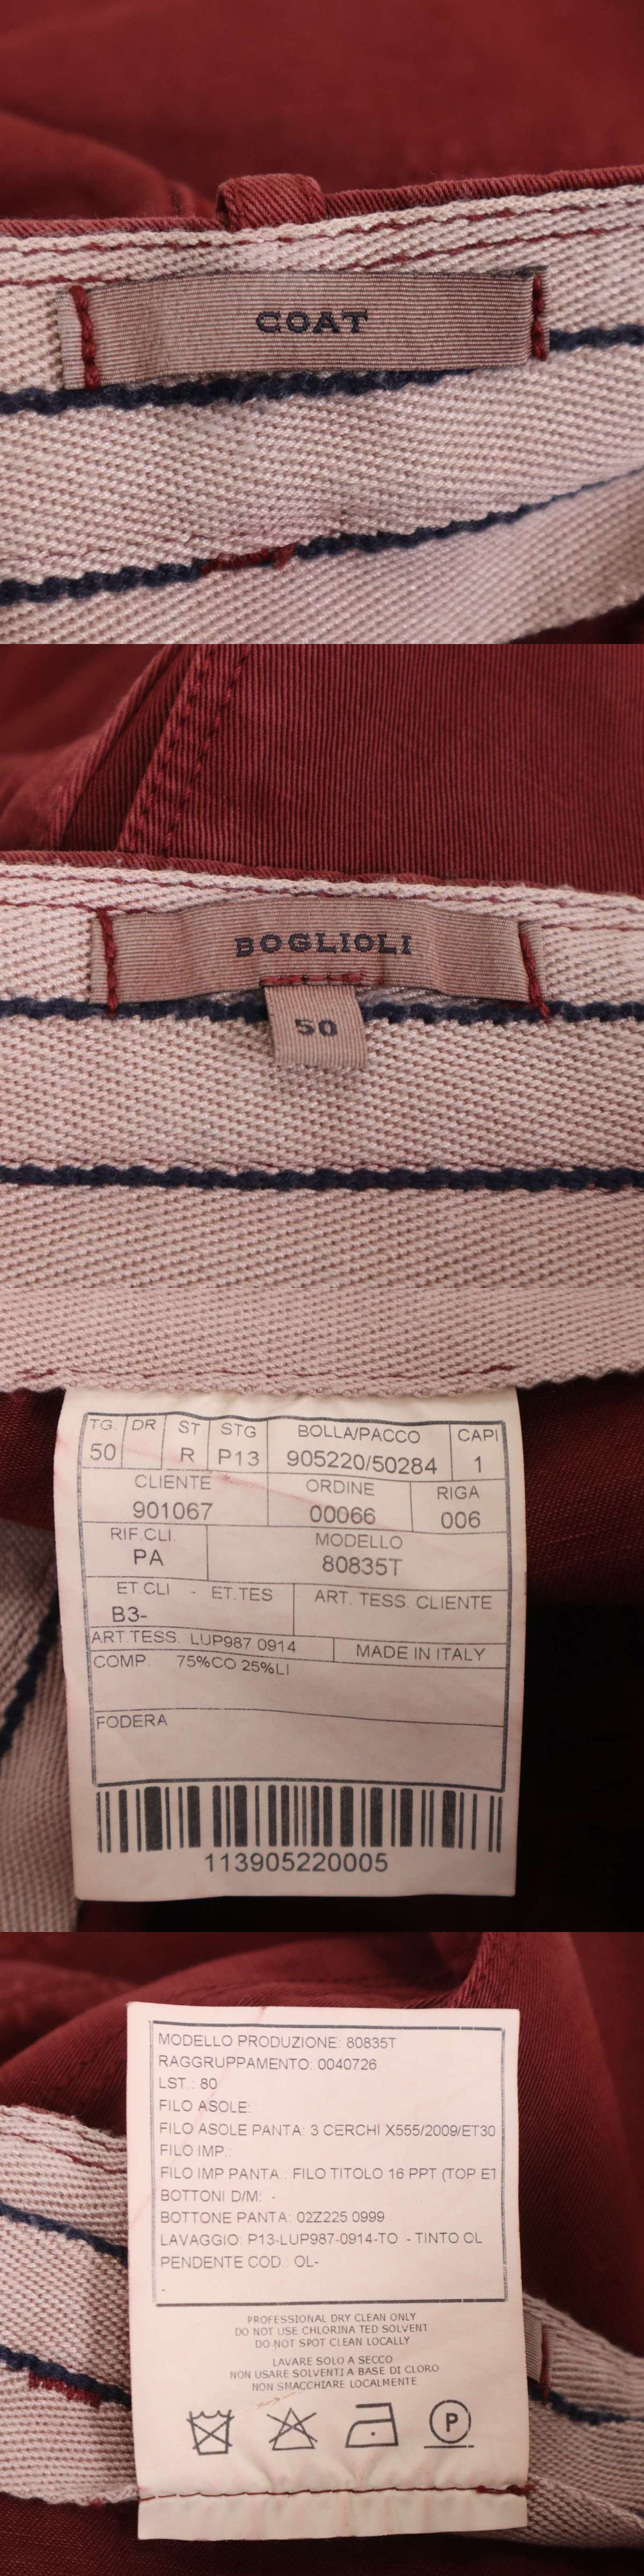 COAT
BOGLIOLI
50
TG. DR ST STG BOLLA/PACCO CAPI
50 R P13 905220/50284 1
CLIENTE ORDINE RIGA
901067 00066 006
RIF.CLI. MODELLO
PA 80835T
ET.CLI - ET.TES ART. TESS. CLIENTE
B3-
ART.TESS. LUP987 0914 MADE IN ITALY
COMP. 75%CO 25%LI
FODERA
113905220005
MODELLO PRODUZIONE: 80835T
RAGGRUPPAMENTO: 0040726
LST.: 80
FILO ASOLE:
FILO ASOLE PANTA: 3 CERCHI X555/2009/ET30
FILO IMP.:
FILO IMP PANTA.: FILO TITOLO 16 PPT (TOP ET
BOTTONI D/M: -
BOTTONE PANTA: 02Z225 0999
LAVAGGIO: P13-LUP987-0914-TO - TINTO OL
PENDENTE COD.: OL-
-
PROFESSIONAL DRY CLEAN ONLY
DO NOT USE CHLORINA TED SOLVENT
DO NOT SPOT CLEAN LOCALLY
LAVARE SOLO A SECCO
NON USARE SOLVENTI A BASE DI CLORO
NON SMACCHIARE LOCALMENTE
P